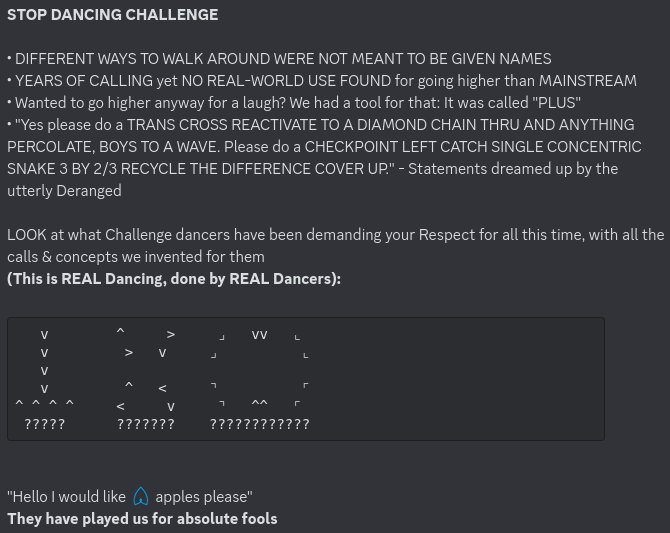 STOP DANCING CHALLENGE
• DIFFERENT WAYS TO WALK AROUND WERE NOT MEANT TO BE GIVEN NAMES
• YEARS OF CALLING yet NO REAL-WORLD USE FOUND for going higher than MAINSTREAM
• Wanted to go higher anyway for a laugh? We had a tool for that: It was called "PLUS"
• "Yes please do a TRANS CROSS REACTIVATE TO A DIAMOND CHAIN THRU AND ANYTHING
PERCOLATE, BOYS TO A WAVE. Please do a CHECKPOINT LEFT CATCH SINGLE CONCENTRIC
SNAKE 3 BY 2/3 RECYCLE THE DIFFERENCE COVER UP." - Statements dreamed up by the
utterly Deranged
LOOK at what Challenge dancers have been demanding your Respect for all this time, with all the
calls & concepts we invented for them
(This is REAL Dancing, done by REAL Dancers):
v ^ > ⌟ vv ⌞
v > v ⌟ ⌞
v
v ^ < ⌝ ⌜
^ ^ ^ ^ < v ⌝ ^^ ⌜
????? ??????? ????????????
"Hello I would like apples please"
They have played us for absolute fools